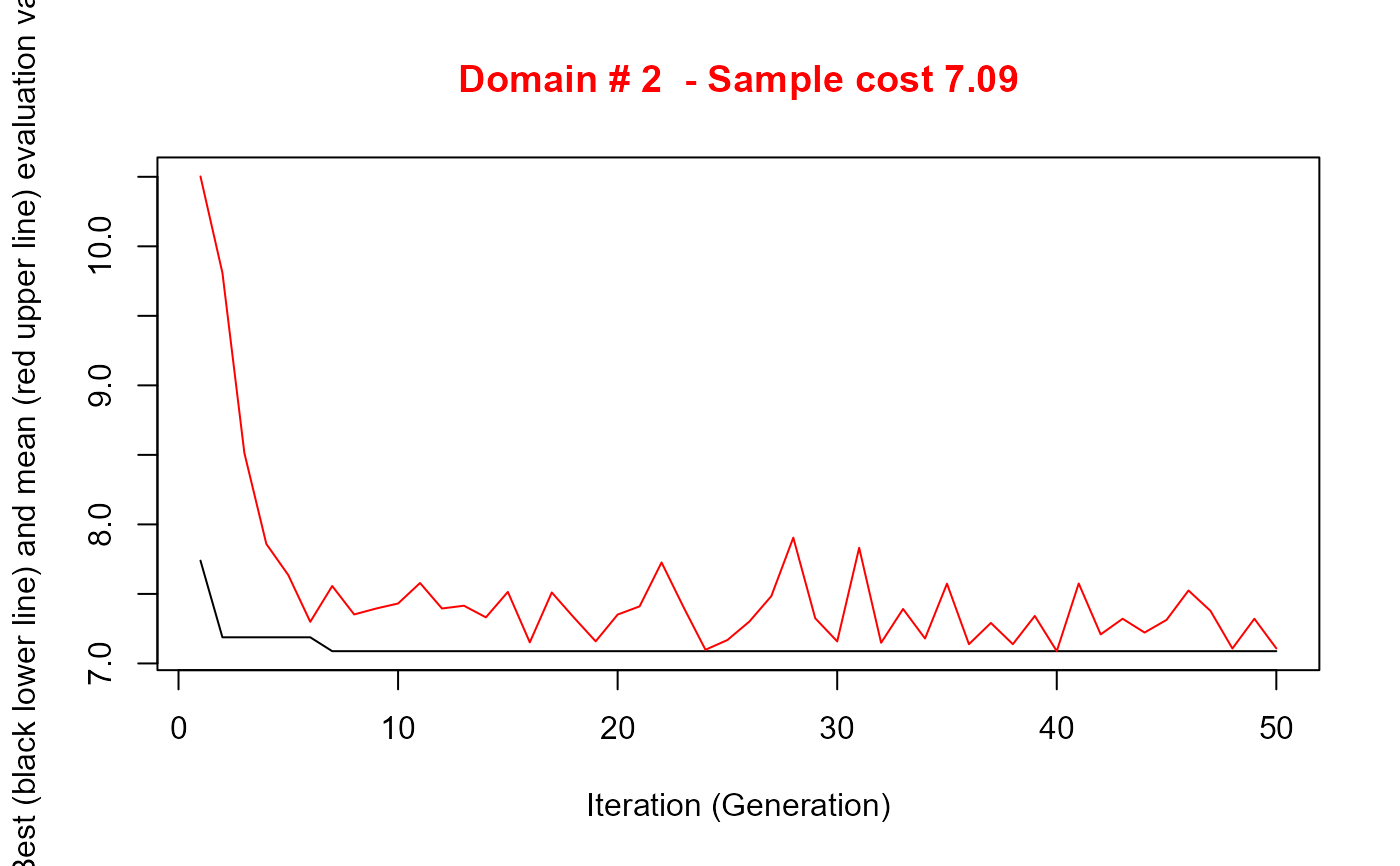 Domain # 2  - Sample cost 7.09
Best (black lower line) and mean (red upper line) evaluation
10.0
9.0
8.0
7.0
0 10 20 30 40 50
Iteration (Generation)